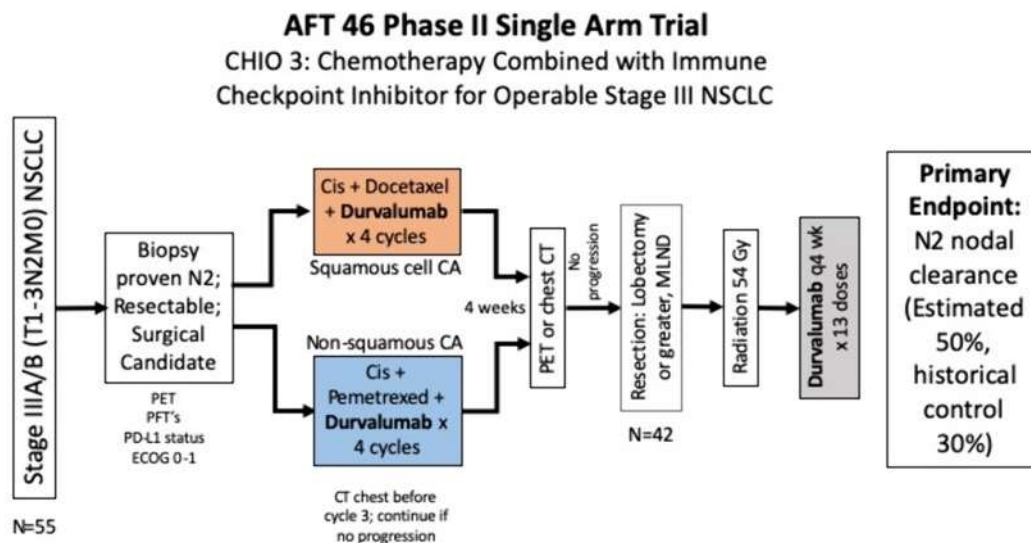 AFT 46 Phase II Single Arm Trial
CHIO 3: Chemotherapy Combined with Immune
Checkpoint Inhibitor for Operable Stage III NSCLC
Stage IIIA/B (T1-3N2M0) NSCLC
N=55
Biopsy
proven N2;
Resectable;
Surgical
Candidate
PET
PFT's
PD-L1 status
ECOG 0-1
Cis + Docetaxel
+ Durvalumab
x 4 cycles
Squamous cell CA
Non-squamous CA
Cis +
Pemetrexed +
Durvalumab x
4 cycles
CT chest before
cycle 3; continue if
no progression
4 weeks
PET or chest CT
No
progression
Resection: Lobectomy
or greater, MLND
N=42
Radiation 54 Gy
Durvalumab q4 wk
x 13 doses
Primary
Endpoint:
N2 nodal
clearance
(Estimated
50%,
historical
control
30%)